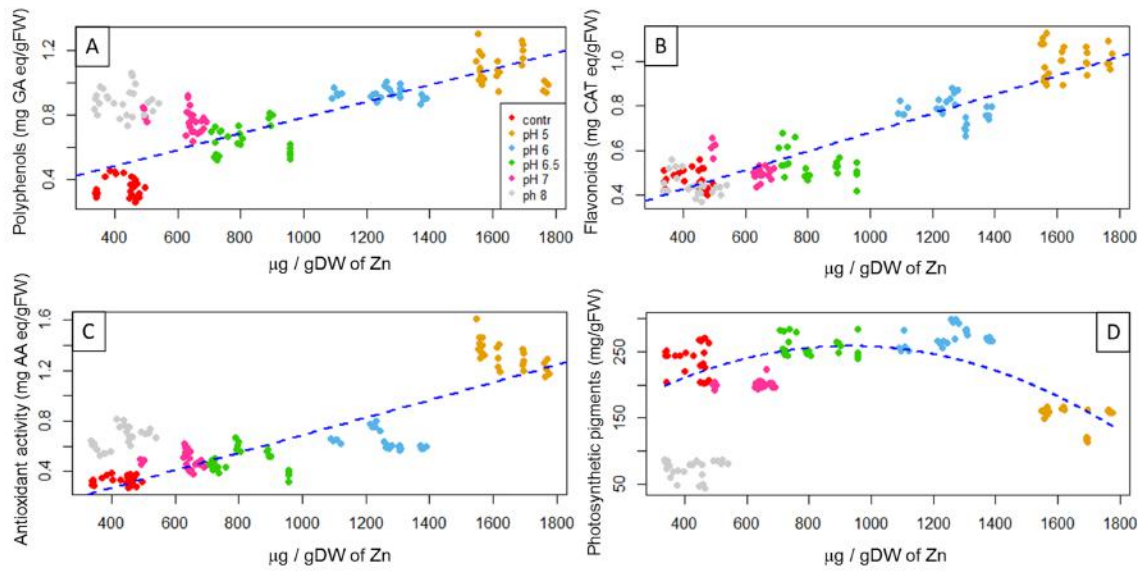 A
Polyphenols (mg GA eq/gFW)
1.2
0.8
0.4
contr
pH 5
pH 6
pH 6.5
pH 7
ph 8
400 600 800 1000 1200 1400 1600 1800
μg / gDW of Zn
B
Flavonoids (mg CAT eq/gFW)
1.0
0.8
0.6
0.4
400 600 800 1000 1200 1400 1600 1800
μg / gDW of Zn
C
Antioxidant activity (mg AA eq/gFW)
1.6
1.2
0.8
0.4
400 600 800 1000 1200 1400 1600 1800
μg / gDW of Zn
D
Photosynthetic pigments (mg/gFW)
250
150
50
400 600 800 1000 1200 1400 1600 1800
μg / gDW of Zn